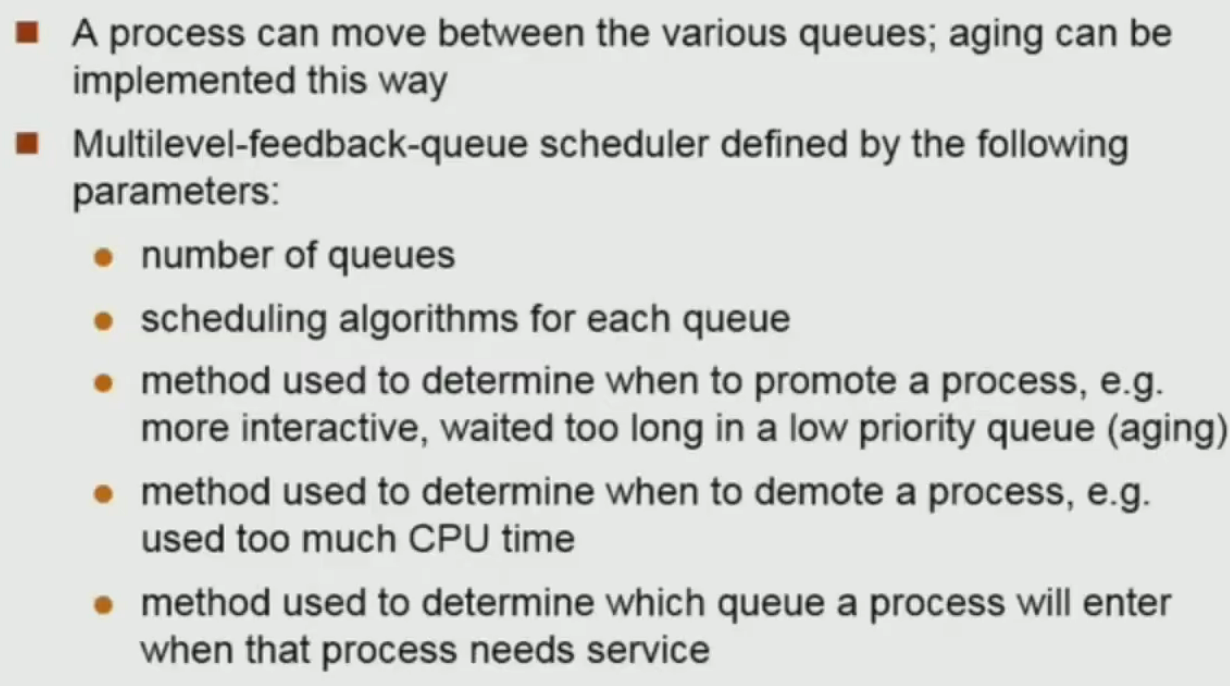 A process can move between the various queues; aging can be
implemented this way
Multilevel-feedback-queue scheduler defined by the following
parameters:
number of queues
scheduling algorithms for each queue
method used to determine when to promote a process, e.g.
more interactive, waited too long in a low priority queue (aging)
method used to determine when to demote a process, e.g.
used too much CPU time
method used to determine which queue a process will enter
when that process needs service